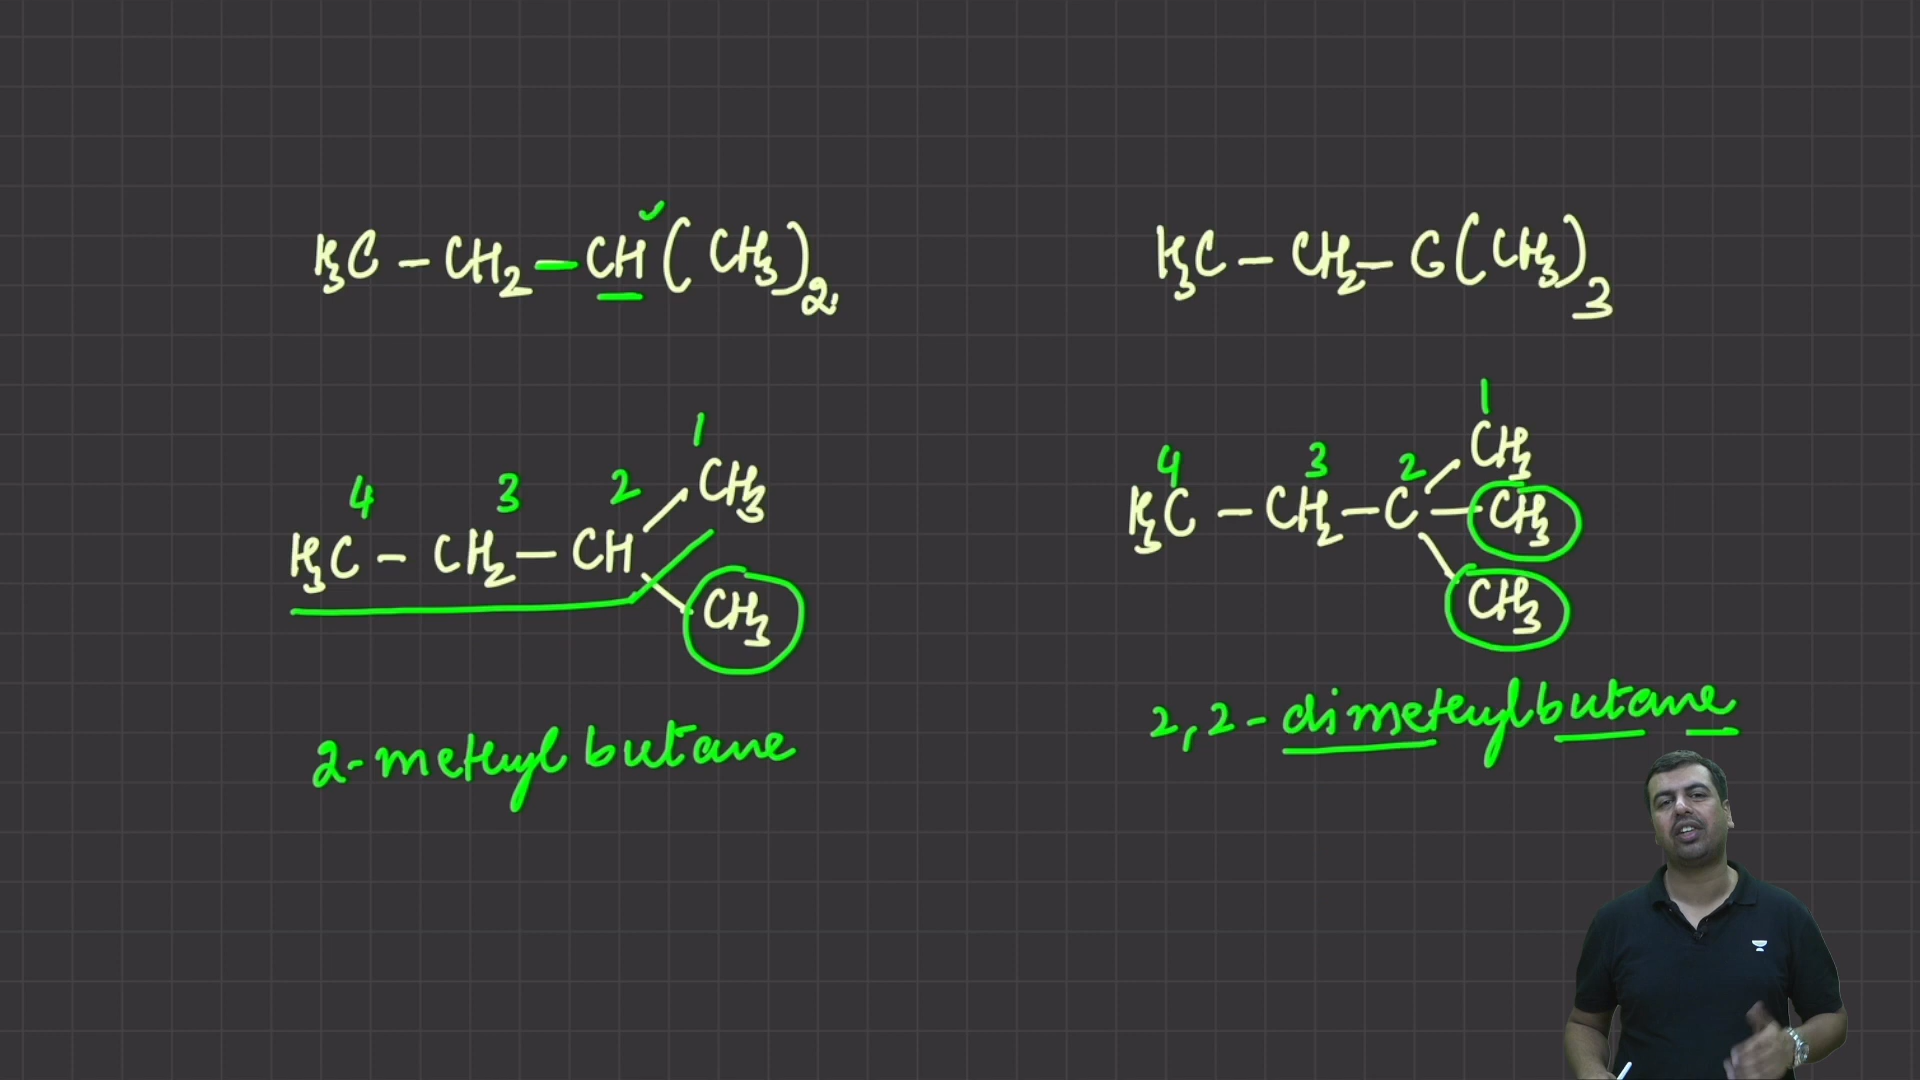 H₃C – CH₂ – CH(CH₃)₂,
H₃C – CH₂ – C(CH₃)₃
4 3 2 1
H₃C – CH₂ – CH CH₃
CH₃
2-methyl butane
4 3 2 1
H₃C – CH₂ – C CH₃
CH₃
CH₃
2,2-dimethylbutane